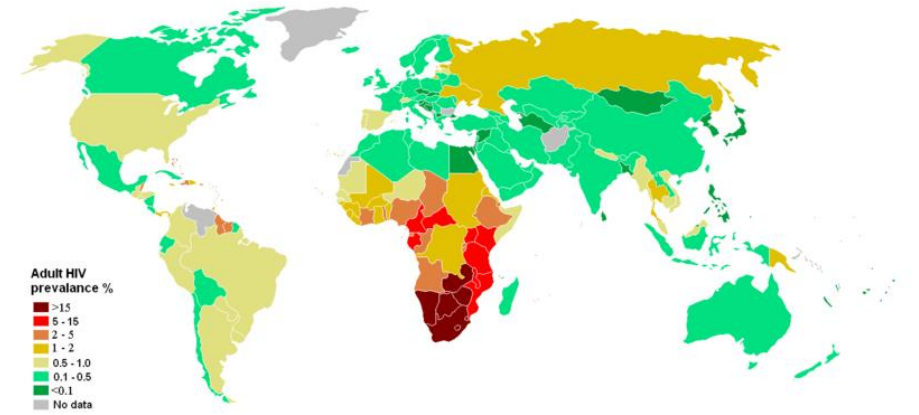 Adult HIV
prevalance %
>15
5 - 15
2 - 5
1 - 2
0.5 - 1.0
0.1 - 0.5
<0.1
No data